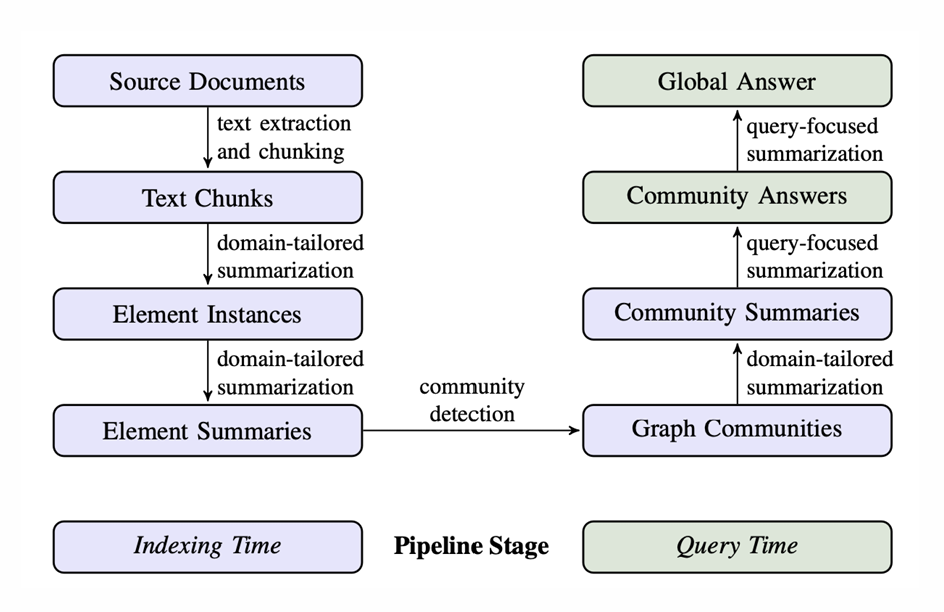 Source Documents
text extraction
and chunking
Text Chunks
domain-tailored
summarization
Element Instances
domain-tailored
summarization
Element Summaries
community
detection
Graph Communities
domain-tailored
summarization
Community Summaries
query-focused
summarization
Community Answers
query-focused
summarization
Global Answer
Indexing Time
Pipeline Stage
Query Time